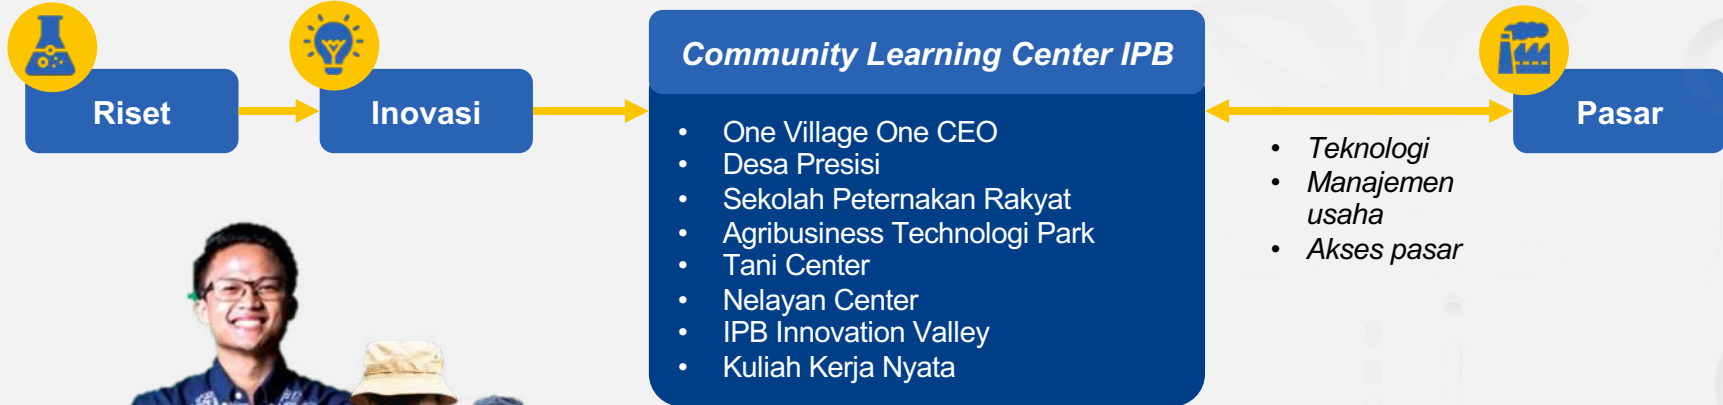 Riset
Inovasi
Community Learning Center IPB
• One Village One CEO
• Desa Presisi
• Sekolah Peternakan Rakyat
• Agribusiness Technologi Park
• Tani Center
• Nelayan Center
• IPB Innovation Valley
• Kuliah Kerja Nyata
• Teknologi
• Manajemen
usaha
• Akses pasar
Pasar